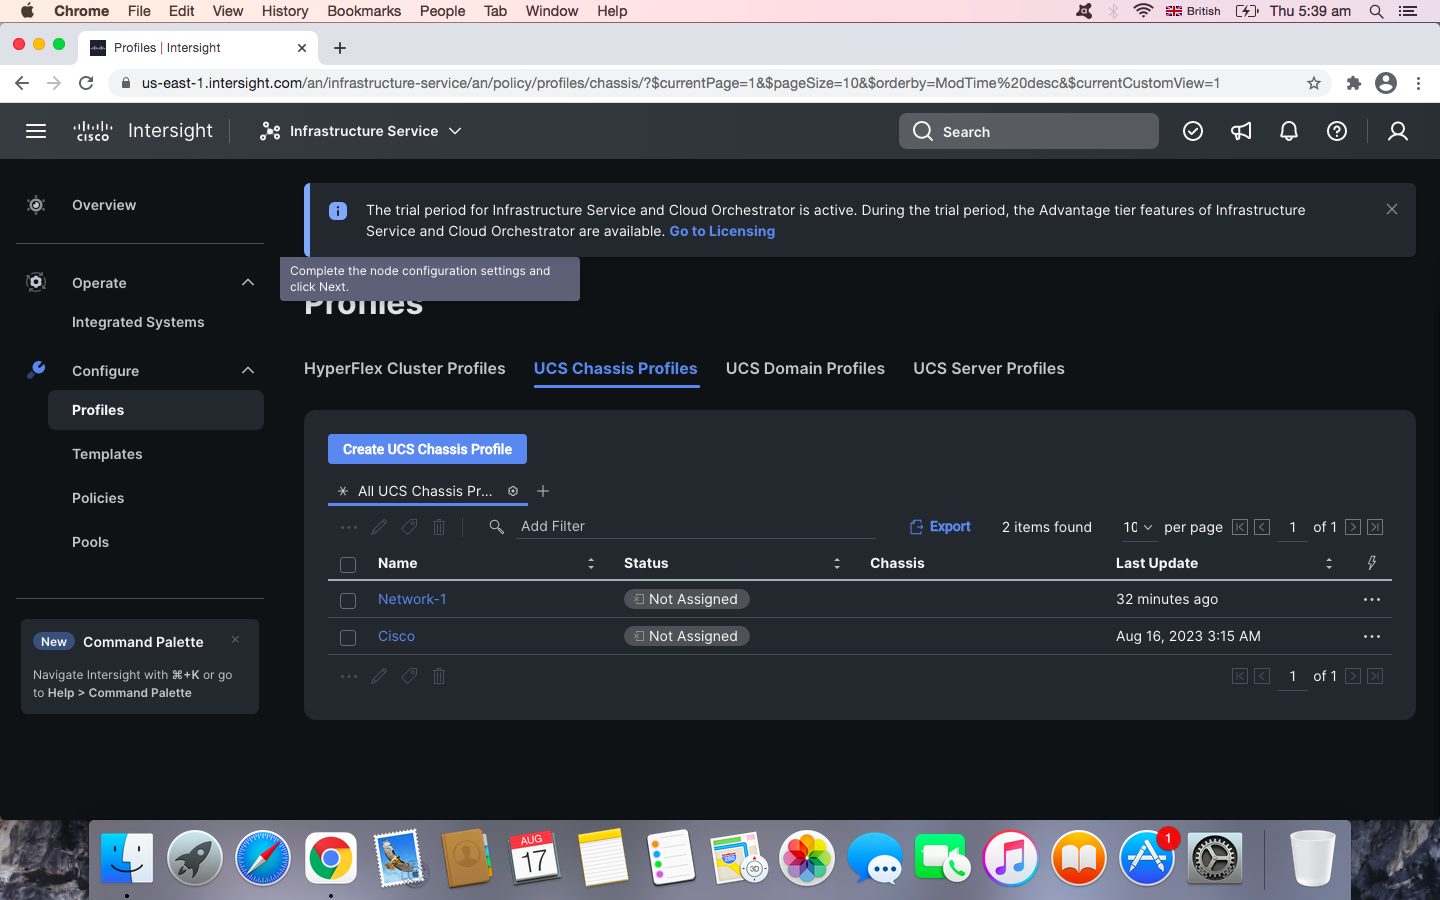 Chrome File Edit View History Bookmarks People Tab Window Help British Thu 5:39 am
Profiles | Intersight
us-east-1.intersight.com/an/infrastructure-service/an/policy/profiles/chassis/?$currentPage=1&$pageSize=10&$orderby=ModTime%20desc&$currentCustomView=1
CISCO Intersight Infrastructure Service Search
Overview
Operate
Integrated Systems
Configure
Profiles
Templates
Policies
Pools
New Command Palette
Navigate Intersight with ⌘+K or go
to Help > Command Palette
The trial period for Infrastructure Service and Cloud Orchestrator is active. During the trial period, the Advantage tier features of Infrastructure
Service and Cloud Orchestrator are available. Go to Licensing
Complete the node configuration settings and
click Next.
Profiles
HyperFlex Cluster Profiles UCS Chassis Profiles UCS Domain Profiles UCS Server Profiles
Create UCS Chassis Profile
All UCS Chassis Pr...
Add Filter Export 2 items found 10 per page 1 of 1
Name Status Chassis Last Update
Network-1 Not Assigned 32 minutes ago
Cisco Not Assigned Aug 16, 2023 3:15 AM
1 of 1
AUG
17
280
3D
1